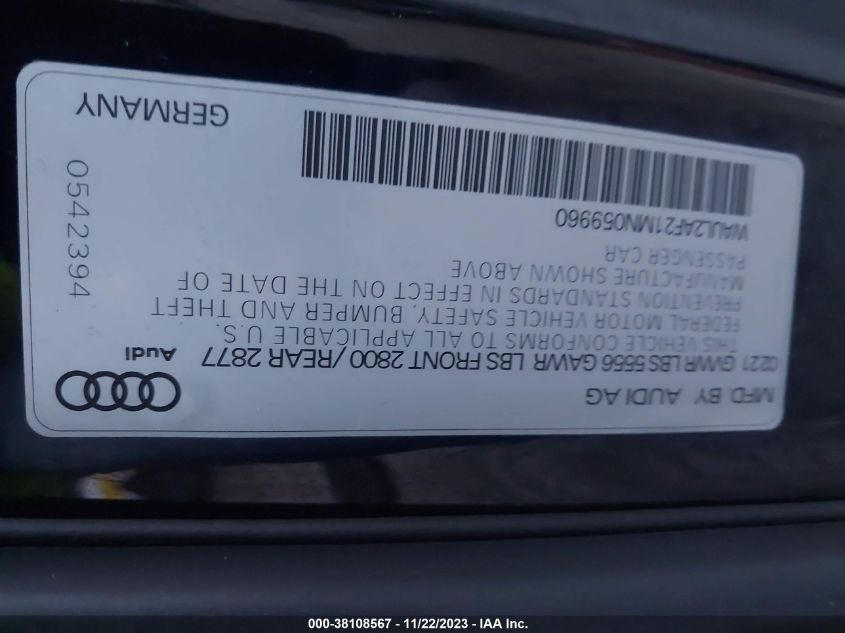 MFD. BY AUDI AG
0221 GVWR LBS 5556 GAWR LBS FRONT 2800 / REAR 2877
THIS VEHICLE CONFORMS TO ALL APPLICABLE U.S.
FEDERAL MOTOR VEHICLE SAFETY, BUMPER AND THEFT
PREVENTION STANDARDS IN EFFECT ON THE DATE OF
MANUFACTURE SHOWN ABOVE
PASSENGER CAR
WAUL2AF21MN059960
Audi
0542394
GERMANY
000-38108567 - 11/22/2023 - IAA Inc.